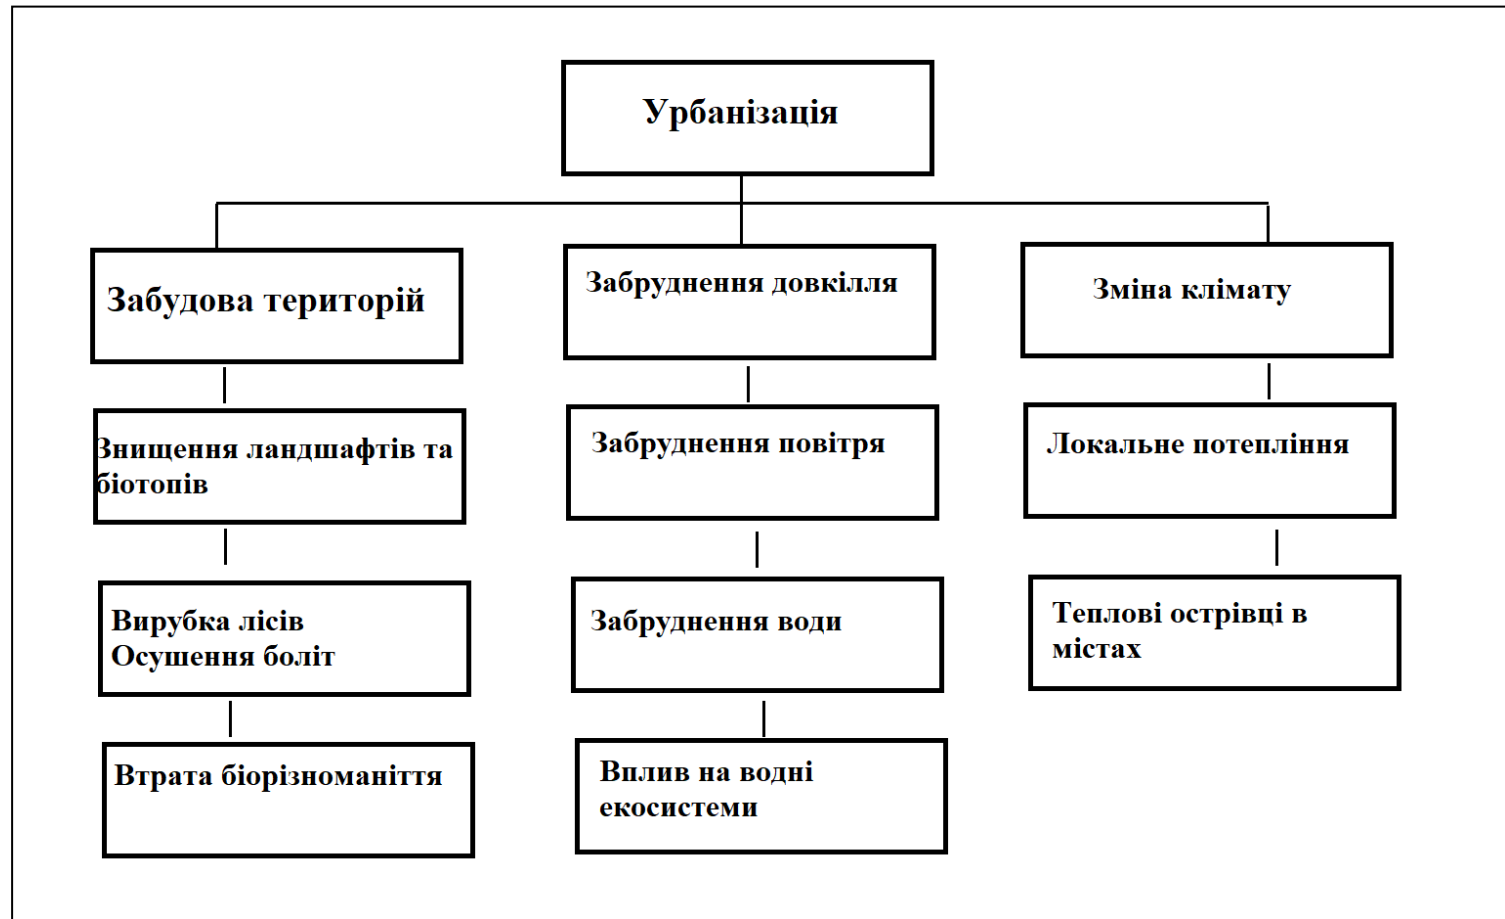 Урбанізація
Забудова територій
Знищення ландшафтів та
біотопів
Вирубка лісів
Осушення боліт
Втрата біорізноманіття
Забруднення довкілля
Забруднення повітря
Забруднення води
Вплив на водні
екосистеми
Зміна клімату
Локальне потепління
Теплові острівці в
містах